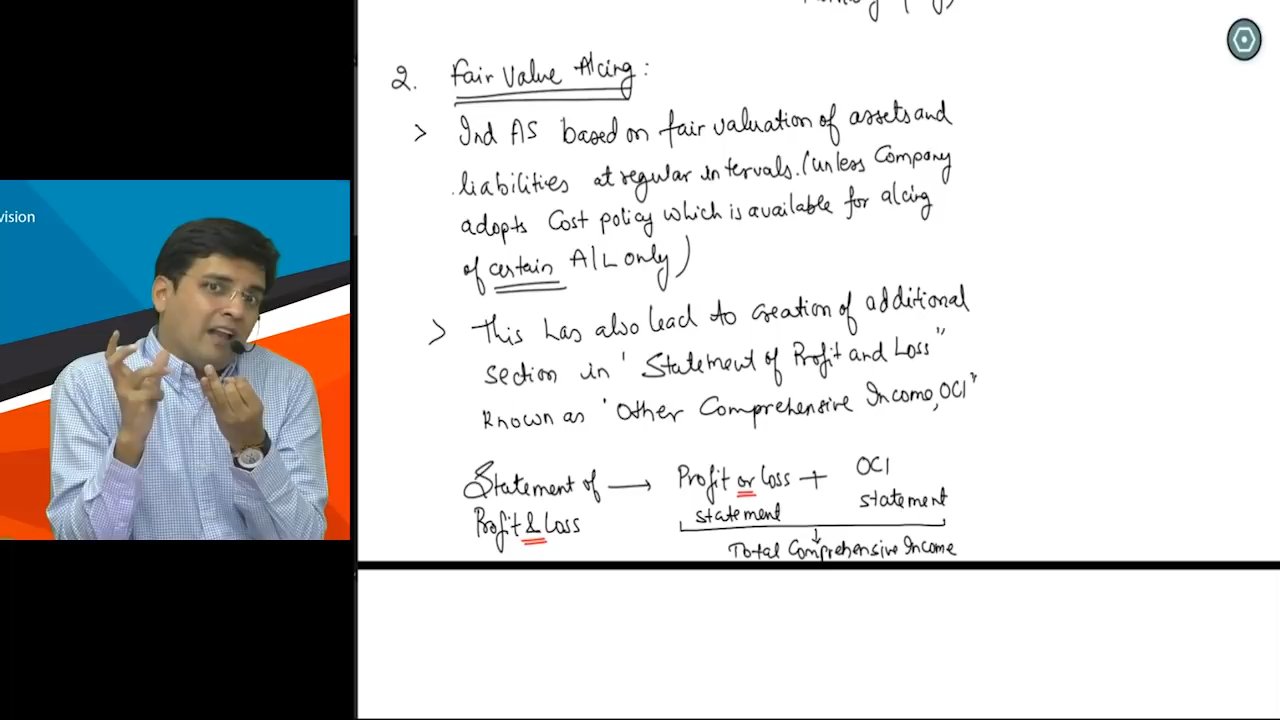 vision
2. Fair Value A/cing:
> Ind AS based on fair valuation of assets and
liabilities at regular intervals. (unless Company
adopts Cost policy which is available for a/cing
of certain A/L only)
> This has also lead to creation of additional
section in "Statement of Profit and Loss"
known as "Other Comprehensive Income, OCI"
Statement of → Profit or Loss + OCI
Profit & Loss statement statement
Total Comprehensive Income